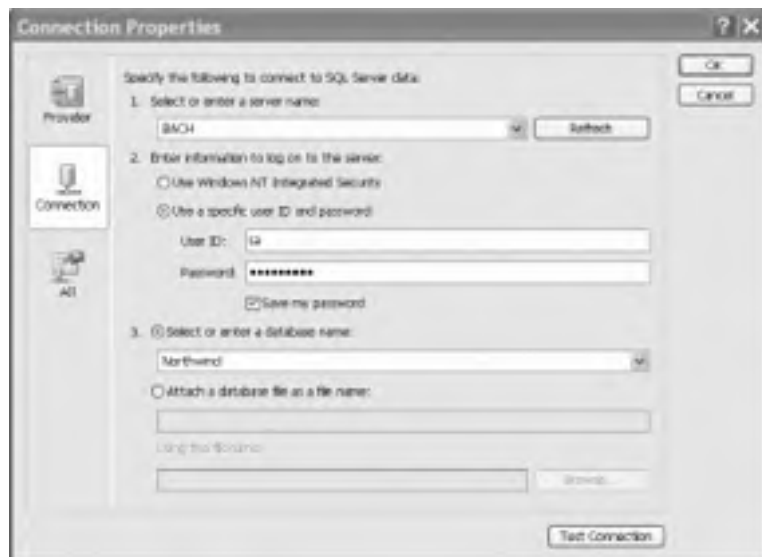 Connection Properties
Provider
Connection
All
Specify the following to connect to SQL Server data:
1. Select or enter a server name:
BACH
Refresh
2. Enter information to log on to the server:
Use Windows NT Integrated Security
Use a specific user ID and password:
User ID: sa
Password: •••••••••
Save my password
3. Select or enter a database name:
Northwind
Attach a database file as a file name:
Using the filename:
Browse...
Test Connection
OK
Cancel